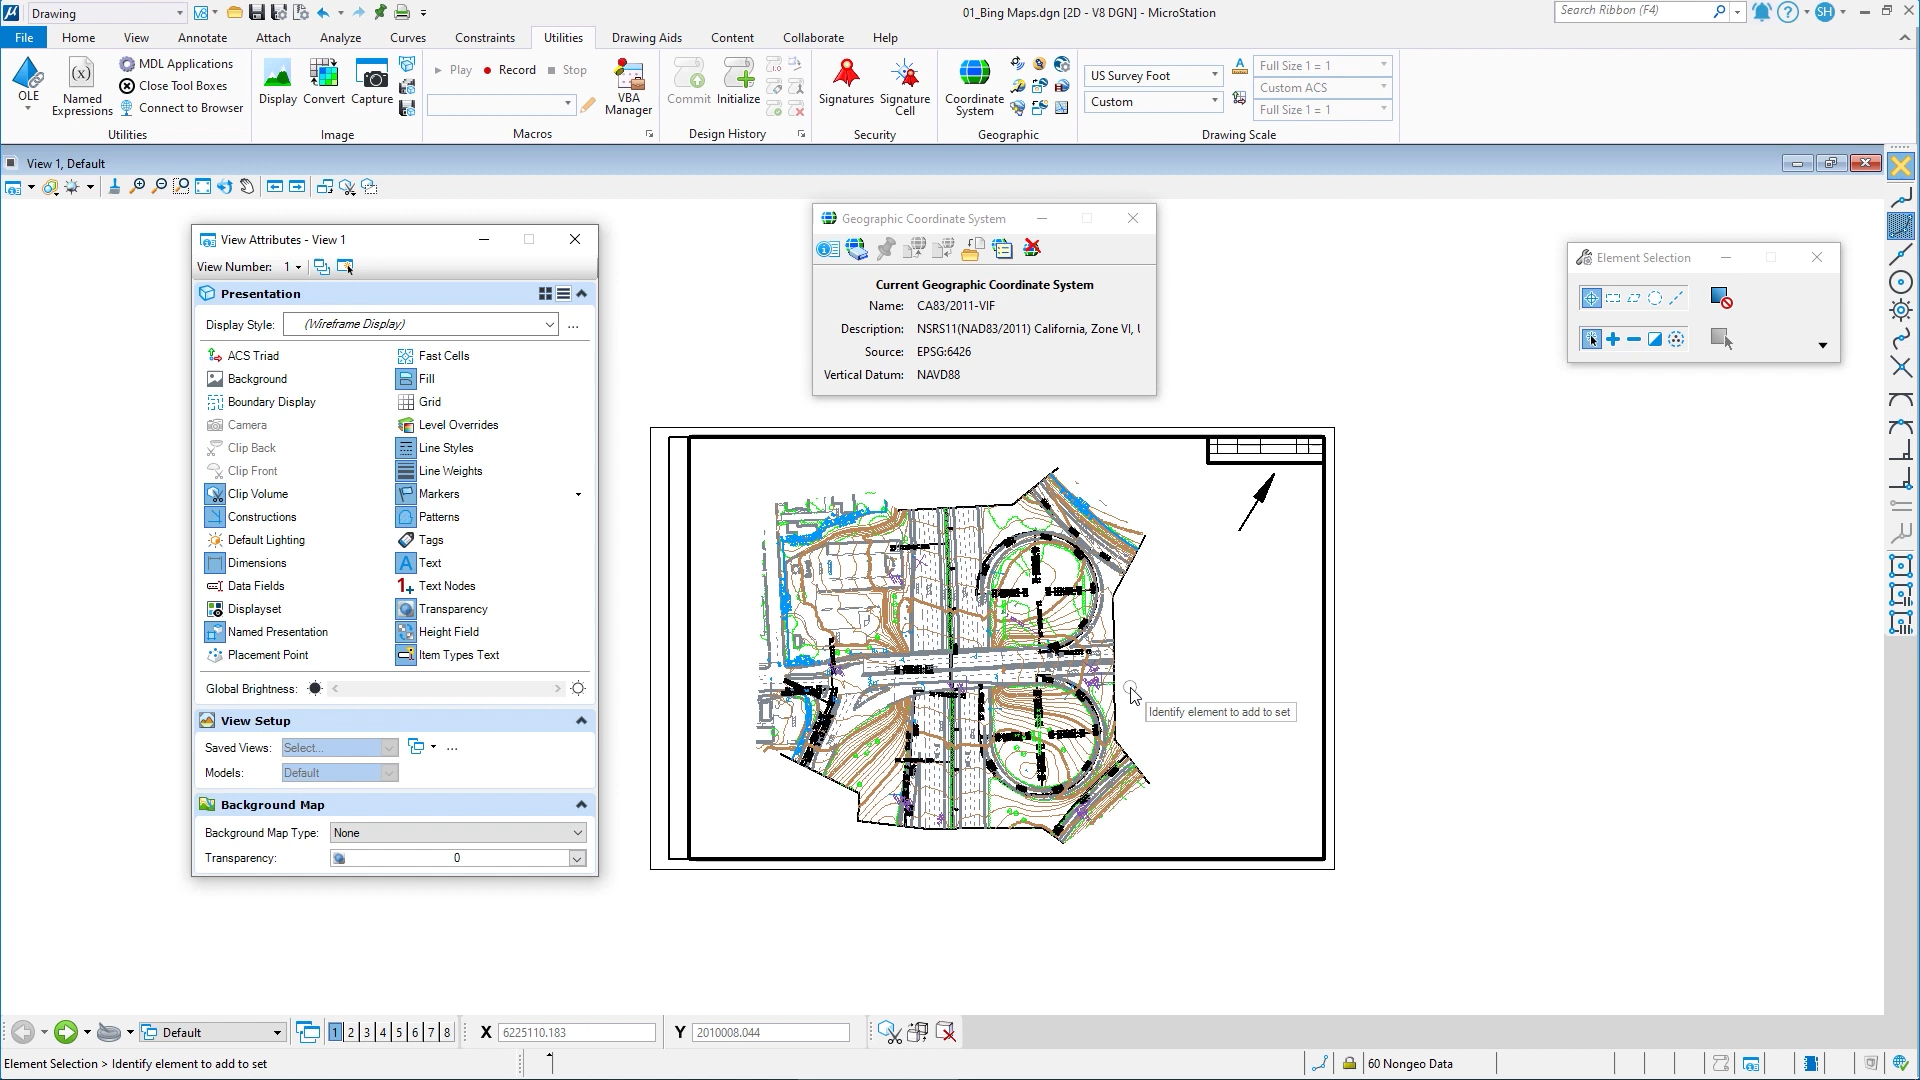 Drawing
01_Bing Maps.dgn [2D - V8 DGN] - MicroStation
Search Ribbon (F4)
SH
File Home View Annotate Attach Analyze Curves Constraints Utilities Drawing Aids Content Collaborate Help
OLE
Named Expressions
MDL Applications
Close Tool Boxes
Connect to Browser
Utilities
Display Convert Capture
Image
Play Record Stop
VBA Manager
Macros
Commit Initialize
Design History
Signatures
Signature Cell
Security
Coordinate System
Geographic
US Survey Foot
Custom
Full Size 1 = 1
Custom ACS
Full Size 1 = 1
Drawing Scale
View 1, Default
View Attributes - View 1
View Number: 1
Presentation
Display Style: (Wireframe Display)
ACS Triad Fast Cells
Background Fill
Boundary Display Grid
Camera Level Overrides
Clip Back Line Styles
Clip Front Line Weights
Clip Volume Markers
Constructions Patterns
Default Lighting Tags
Dimensions Text
Data Fields Text Nodes
Displayset Transparency
Named Presentation Height Field
Placement Point Item Types Text
Global Brightness:
View Setup
Saved Views: Select...
Models: Default
Background Map
Background Map Type: None
Transparency: 0
Geographic Coordinate System
Current Geographic Coordinate System
Name: CA83/2011-VIF
Description: NSRS11(NAD83/2011) California, Zone VI, U
Source: EPSG:6426
Vertical Datum: NAVD88
Element Selection
Identify element to add to set
Default
1 2 3 4 5 6 7 8
X 6225110.183
Y 2010008.044
Element Selection > Identify element to add to set
60 Nongeo Data